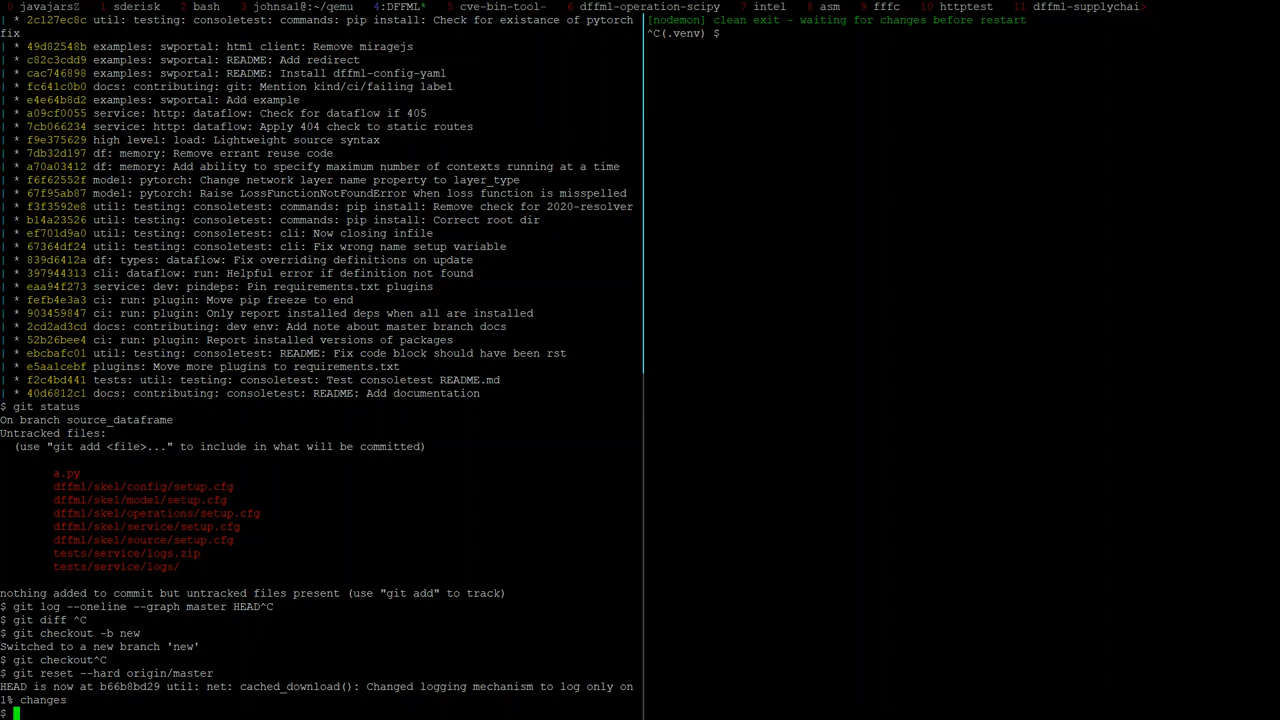 0 javajarsZ 1 sderisk 2 bash 3 johnsal@:~/qemu 4:DFFML* 5 cve-bin-tool- 6 dffml-operation-scipy 7 intel 8 asm 9 fffc 10 httptest 11 dffml-supplychai>
| * 2c127ec8c util: testing: consoletest: commands: pip install: Check for existance of pytorch
fix
| * 49d82548b examples: swportal: html client: Remove miragejs
| * c82c3cdd9 examples: swportal: README: Add redirect
| * cac746898 examples: swportal: README: Install dffml-config-yaml
| * fc641c0b0 docs: contributing: git: Mention kind/ci/failing label
| * e4e64b8d2 examples: swportal: Add example
| * a09cf0055 service: http: dataflow: Check for dataflow if 405
| * 7cb066234 service: http: dataflow: Apply 404 check to static routes
| * f9e375629 high level: load: Lightweight source syntax
| * 7db32d197 df: memory: Remove errant reuse code
| * a70a03412 df: memory: Add ability to specify maximum number of contexts running at a time
| * f6f62552f model: pytorch: Change network layer name property to layer_type
| * 67f95ab87 model: pytorch: Raise LossFunctionNotFoundError when loss function is misspelled
| * f3f3592e8 util: testing: consoletest: commands: pip install: Remove check for 2020-resolver
| * b14a23526 util: testing: consoletest: commands: pip install: Correct root dir
| * ef701d9a0 util: testing: consoletest: cli: Now closing infile
| * 67364df24 util: testing: consoletest: cli: Fix wrong name setup variable
| * 839d6412a df: types: dataflow: Fix overriding definitions on update
| * 397944313 cli: dataflow: run: Helpful error if definition not found
| * eaa94f273 service: dev: pindeps: Pin requirements.txt plugins
| * fefb4e3a3 ci: run: plugin: Move pip freeze to end
| * 903459847 ci: run: plugin: Only report installed deps when all are installed
| * 2cd2ad3cd docs: contributing: dev env: Add note about master branch docs
| * 52b26bee4 ci: run: plugin: Report installed versions of packages
| * ebcbafc01 util: testing: consoletest: README: Fix code block should have been rst
| * e5aa1cebf plugins: Move more plugins to requirements.txt
| * f2c4bd441 tests: util: testing: consoletest: Test consoletest README.md
| * 40d6812c1 docs: contributing: consoletest: README: Add documentation
$ git status
On branch source_dataframe
Untracked files:
(use "git add <file>..." to include in what will be committed)
a.py
dffml/skel/config/setup.cfg
dffml/skel/model/setup.cfg
dffml/skel/operations/setup.cfg
dffml/skel/service/setup.cfg
dffml/skel/source/setup.cfg
tests/service/logs.zip
tests/service/logs/
nothing added to commit but untracked files present (use "git add" to track)
$ git log --oneline --graph master HEAD^C
$ git diff ^C
$ git checkout -b new
Switched to a new branch 'new'
$ git checkout^C
$ git reset --hard origin/master
HEAD is now at b66b8bd29 util: net: cached_download(): Changed logging mechanism to log only on
1% changes
$
[nodemon] clean exit - waiting for changes before restart
^C(.venv) $